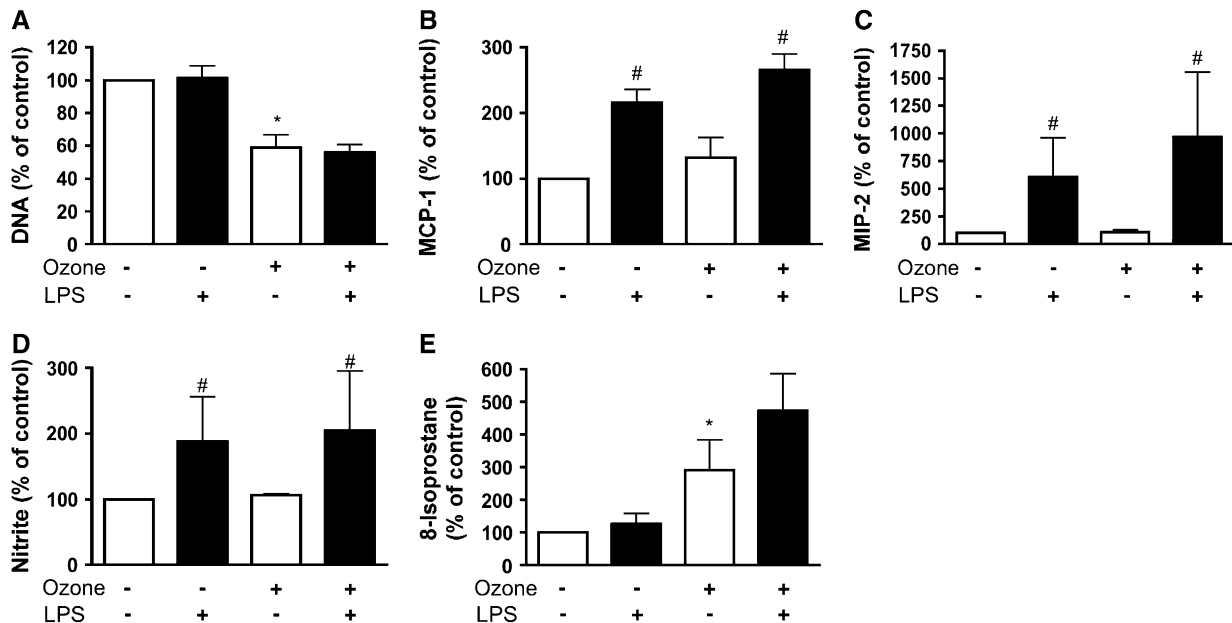 A
DNA (% of control)
120
100
80
60
40
20
0
*
Ozone - - + +
LPS - + - +
B
MCP-1 (% of control)
300
200
100
0
#
#
- - + +
Ozone
- + - +
LPS
C
MIP-2 (% of control)
1750
1500
1250
1000
750
500
250
0
#
#
Ozone - - + +
LPS - + - +
D
Nitrite (% of control)
300
200
100
0
#
#
Ozone - - + +
LPS - + - +
E
8-Isoprostane
(% of control)
600
500
400
300
200
100
0
*
Ozone - - + +
LPS - + - +